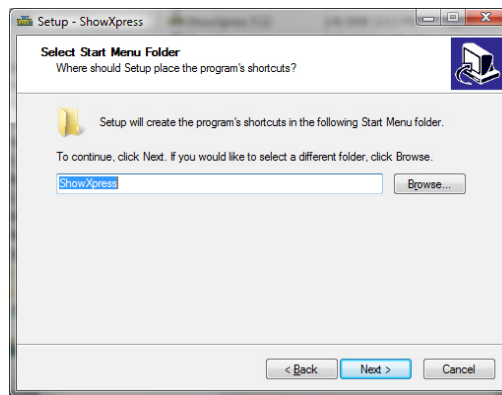 Setup - ShowXpress
Select Start Menu Folder
Where should Setup place the program's shortcuts?
Setup will create the program's shortcuts in the following Start Menu folder.
To continue, click Next. If you would like to select a different folder, click Browse.
ShowXpress
Browse...
< Back
Next >
Cancel